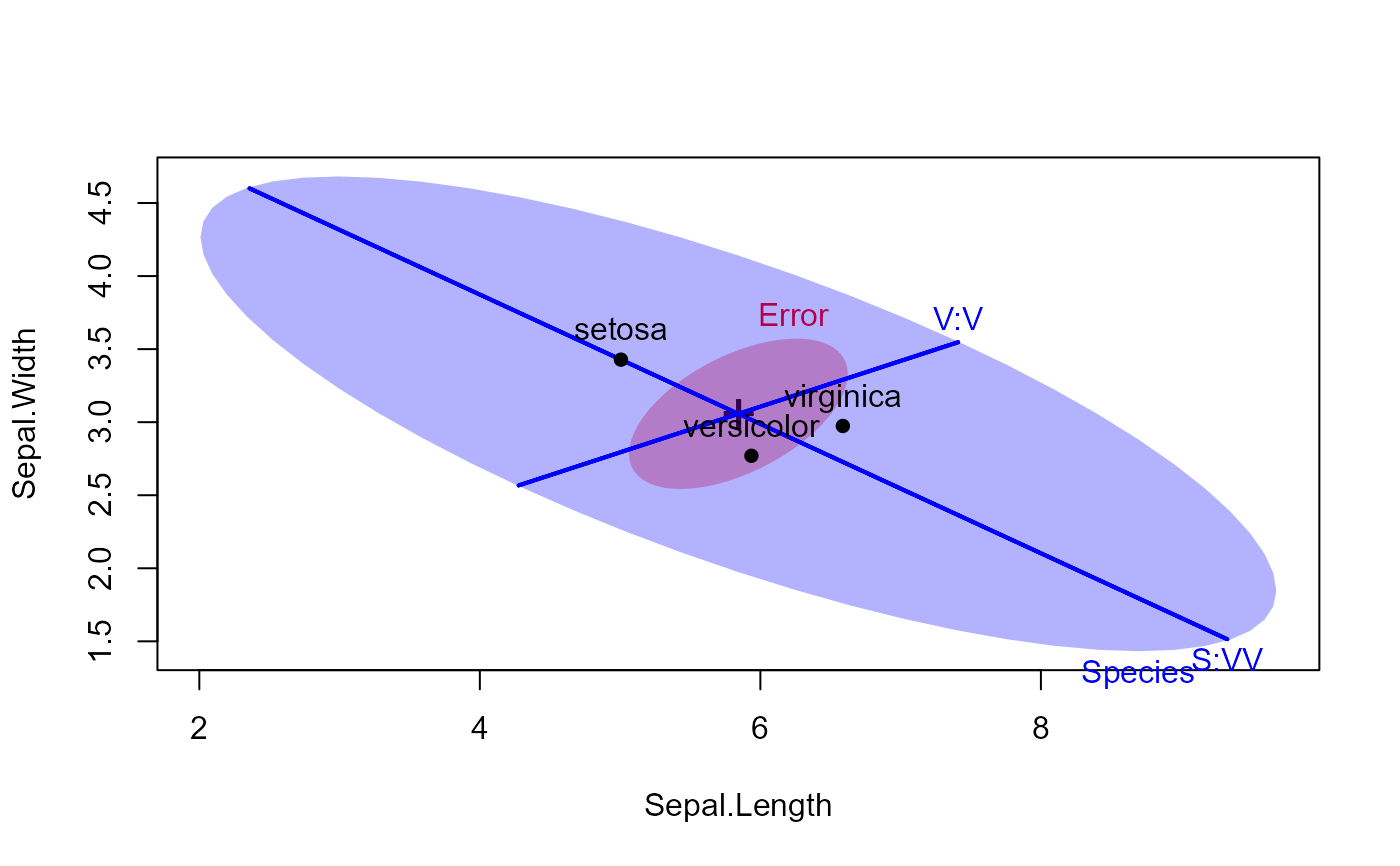 Sepal.Width
4.5
4.0
3.5
3.0
2.5
2.0
1.5
Error
V:V
setosa
virginica
versicolor
S:VV
Species
2 4 6 8
Sepal.Length